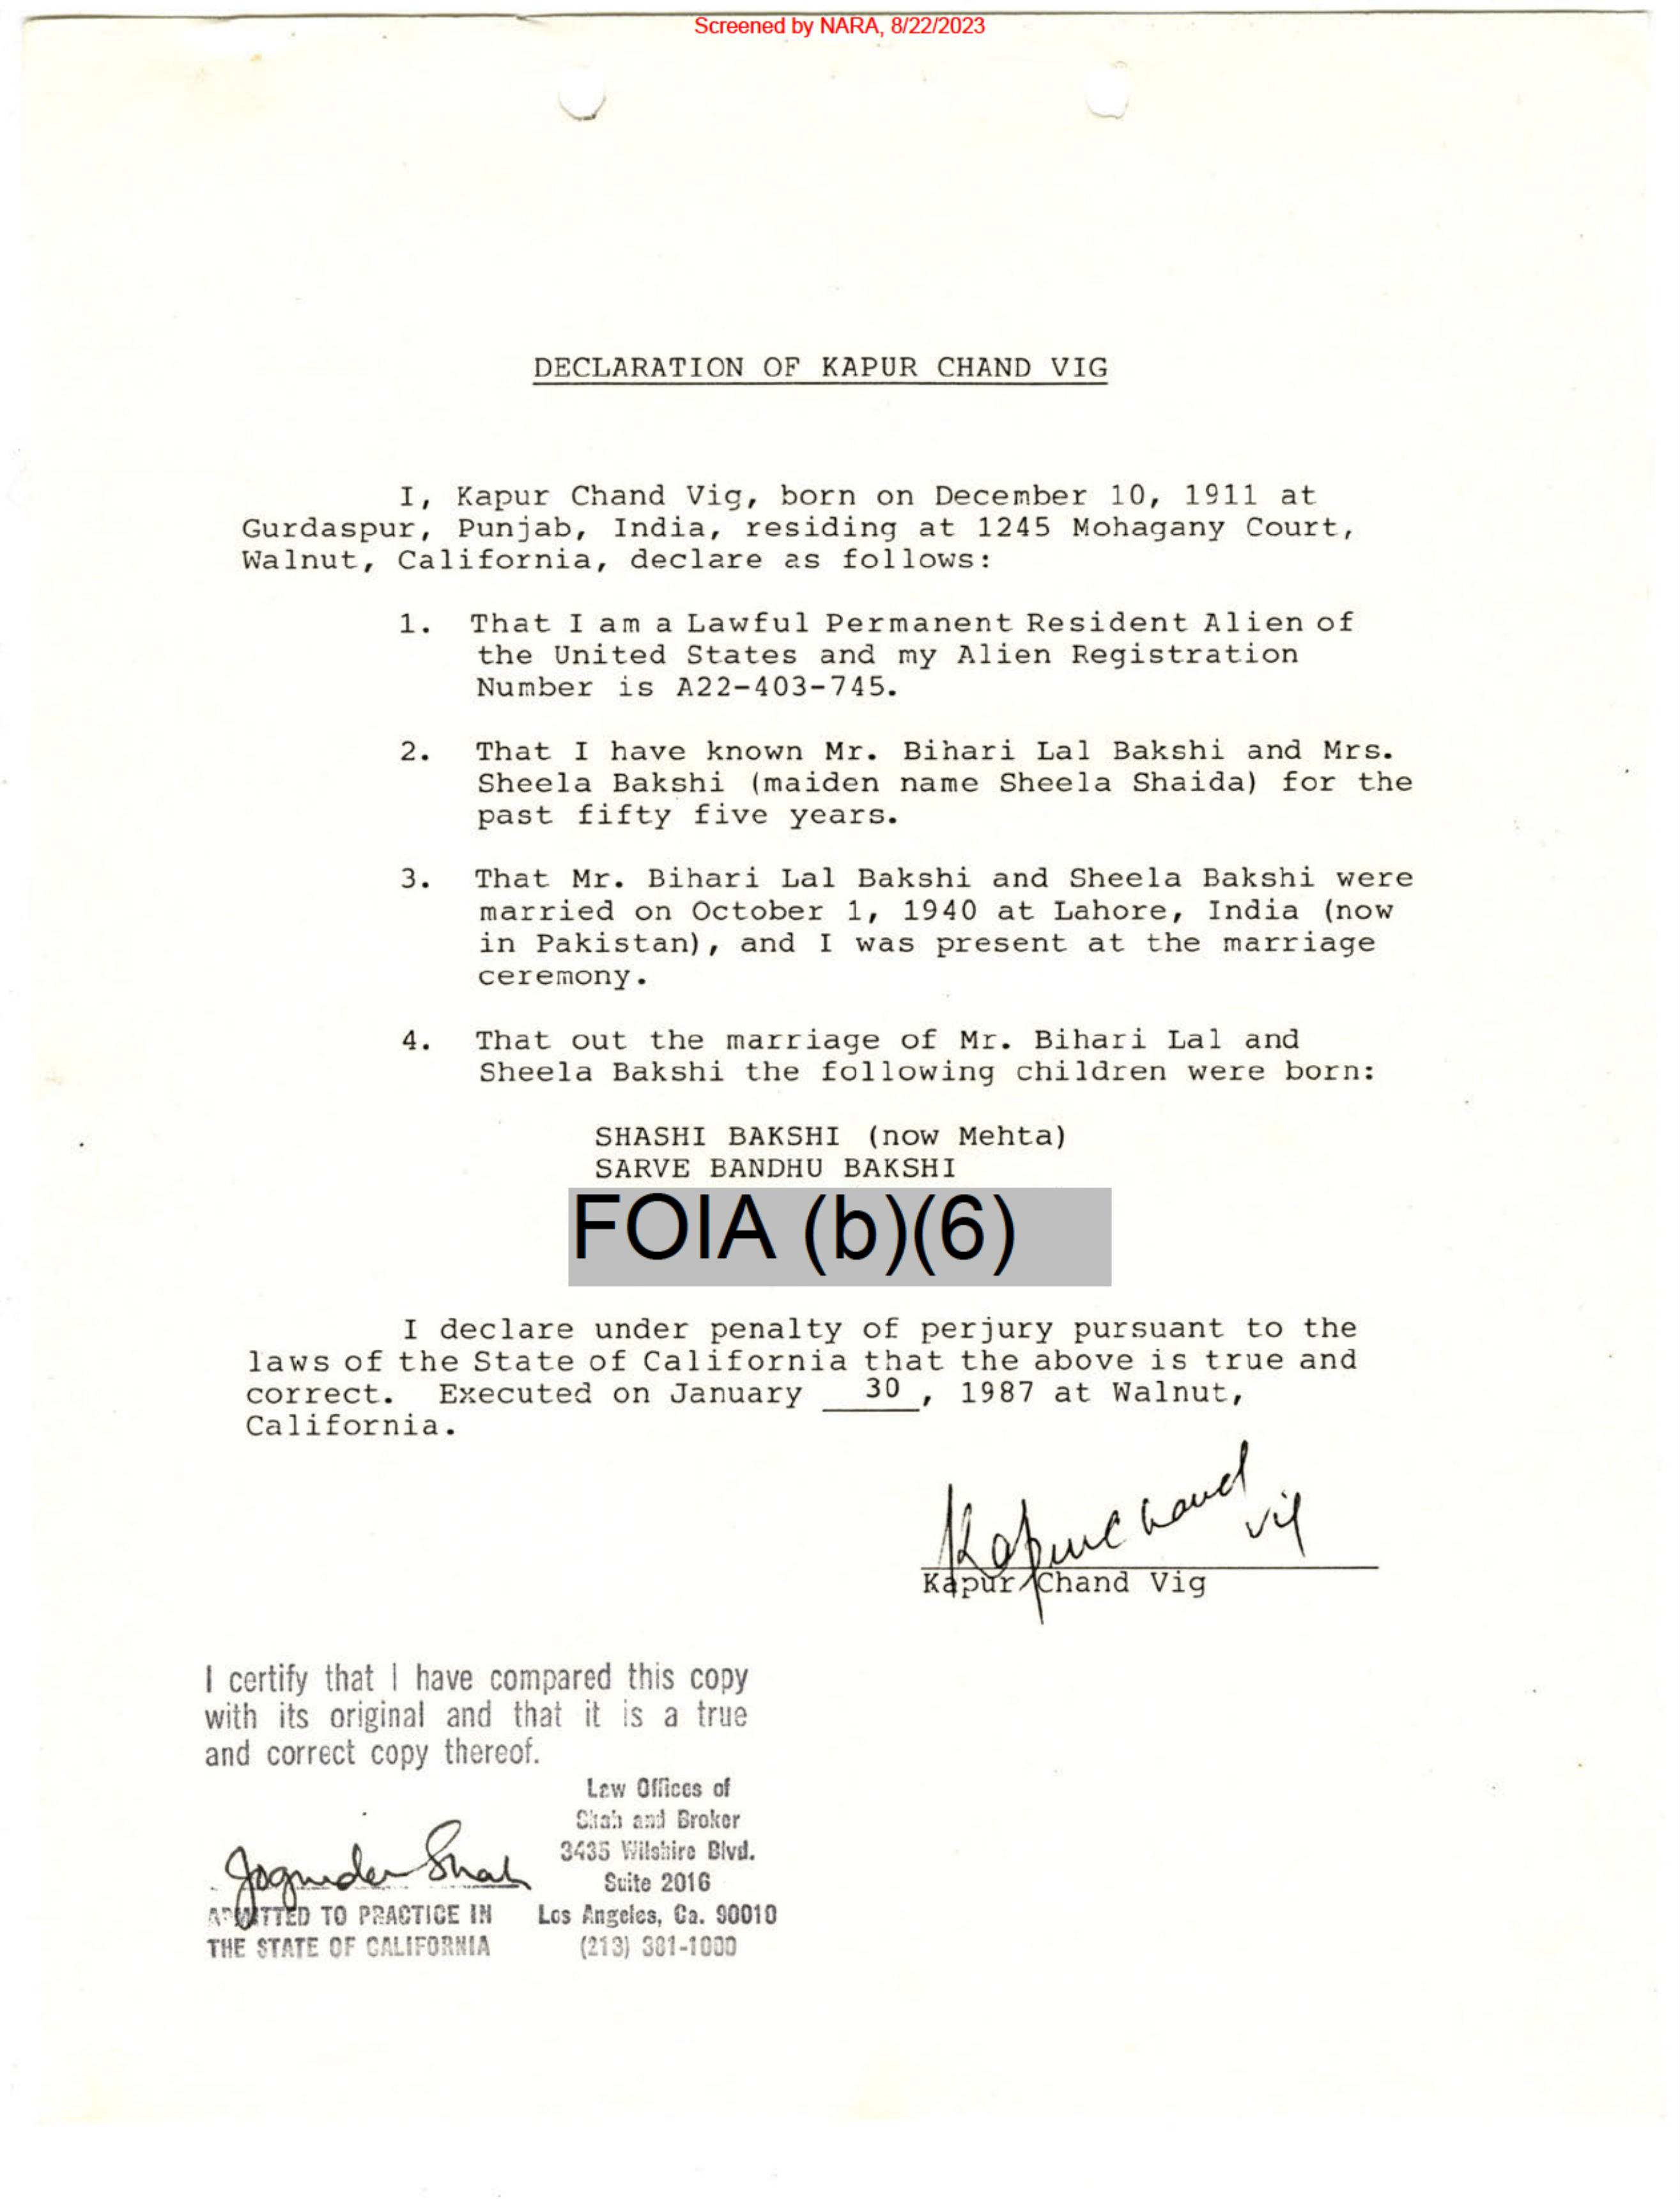 Screened by NARA, 8/22/2023
DECLARATION OF KAPUR CHAND VIG
I, Kapur Chand Vig, born on December 10, 1911 at
Gurdaspur, Punjab, India, residing at 1245 Mohagany Court,
Walnut, California, declare as follows:
1. That I am a Lawful Permanent Resident Alien of
the United States and my Alien Registration
Number is A22-403-745.
2. That I have known Mr. Bihari Lal Bakshi and Mrs.
Sheela Bakshi (maiden name Sheela Shaida) for the
past fifty five years.
3. That Mr. Bihari Lal Bakshi and Sheela Bakshi were
married on October 1, 1940 at Lahore, India (now
in Pakistan), and I was present at the marriage
ceremony.
4. That out the marriage of Mr. Bihari Lal and
Sheela Bakshi the following children were born:
SHASHI BAKSHI (now Mehta)
SARVE BANDHU BAKSHI
FOIA (b)(6)
I declare under penalty of perjury pursuant to the
laws of the State of California that the above is true and
correct. Executed on January 30, 1987 at Walnut,
California.
Kapur Chand Vig
Kapur Chand Vig
I certify that I have compared this copy
with its original and that it is a true
and correct copy thereof.
Law Offices of
Shah and Broker
3435 Wilshire Blvd.
Suite 2016
Los Angeles, Ca. 90010
(213) 381-1000
Joginder Shah
ADMITTED TO PRACTICE IN
THE STATE OF CALIFORNIA